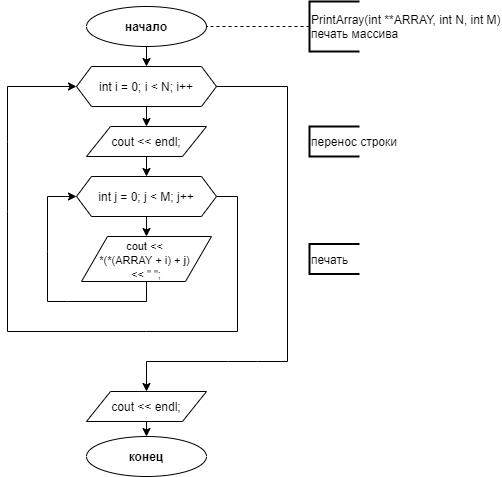 начало
PrintArray(int **ARRAY, int N, int M)
печать массива
int i = 0; i < N; i++
cout << endl;
перенос строки
int j = 0; j < M; j++
cout <<
*(*(ARRAY + i) + j)
<< " ";
печать
cout << endl;
конец